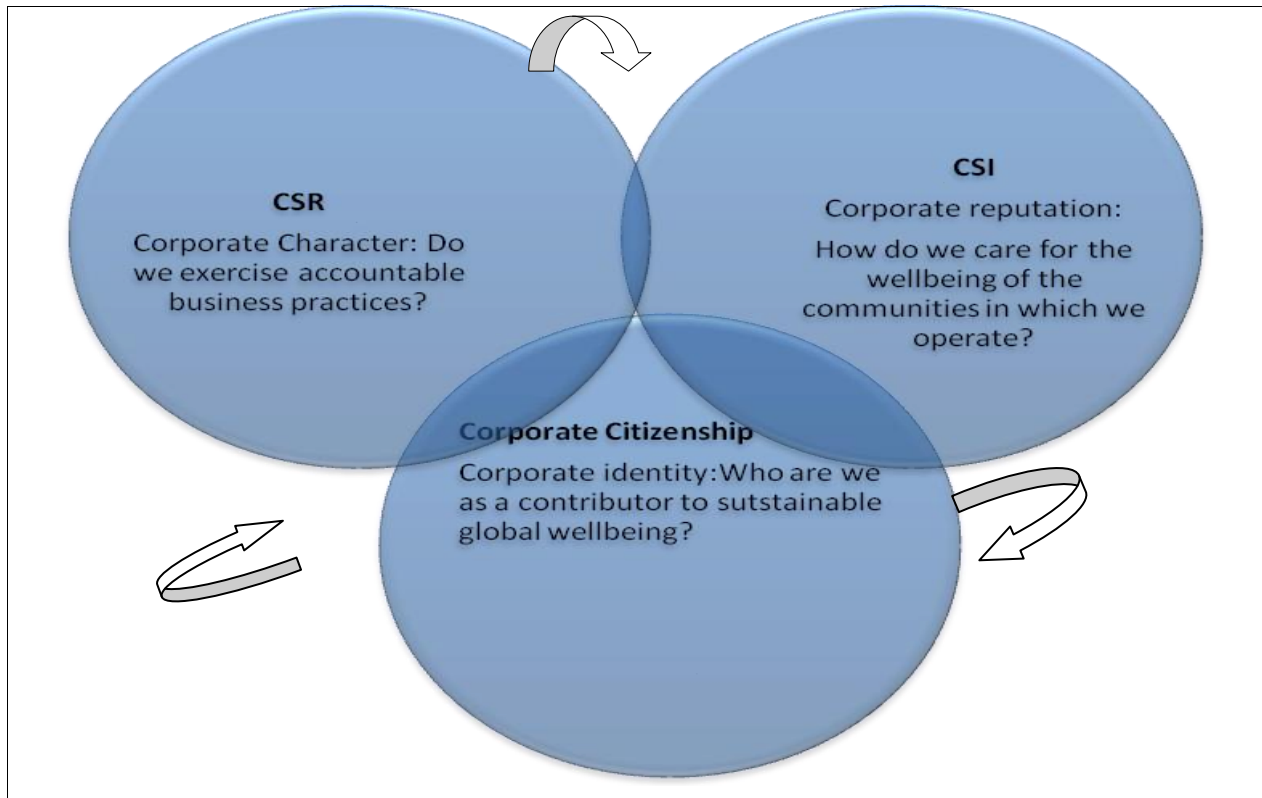 CSR
Corporate Character: Do
we exercise accountable
business practices?
CSI
Corporate reputation:
How do we care for the
wellbeing of the
communities in which we
operate?
Corporate Citizenship
Corporate identity:Who are we
as a contributor to sutstainable
global wellbeing?